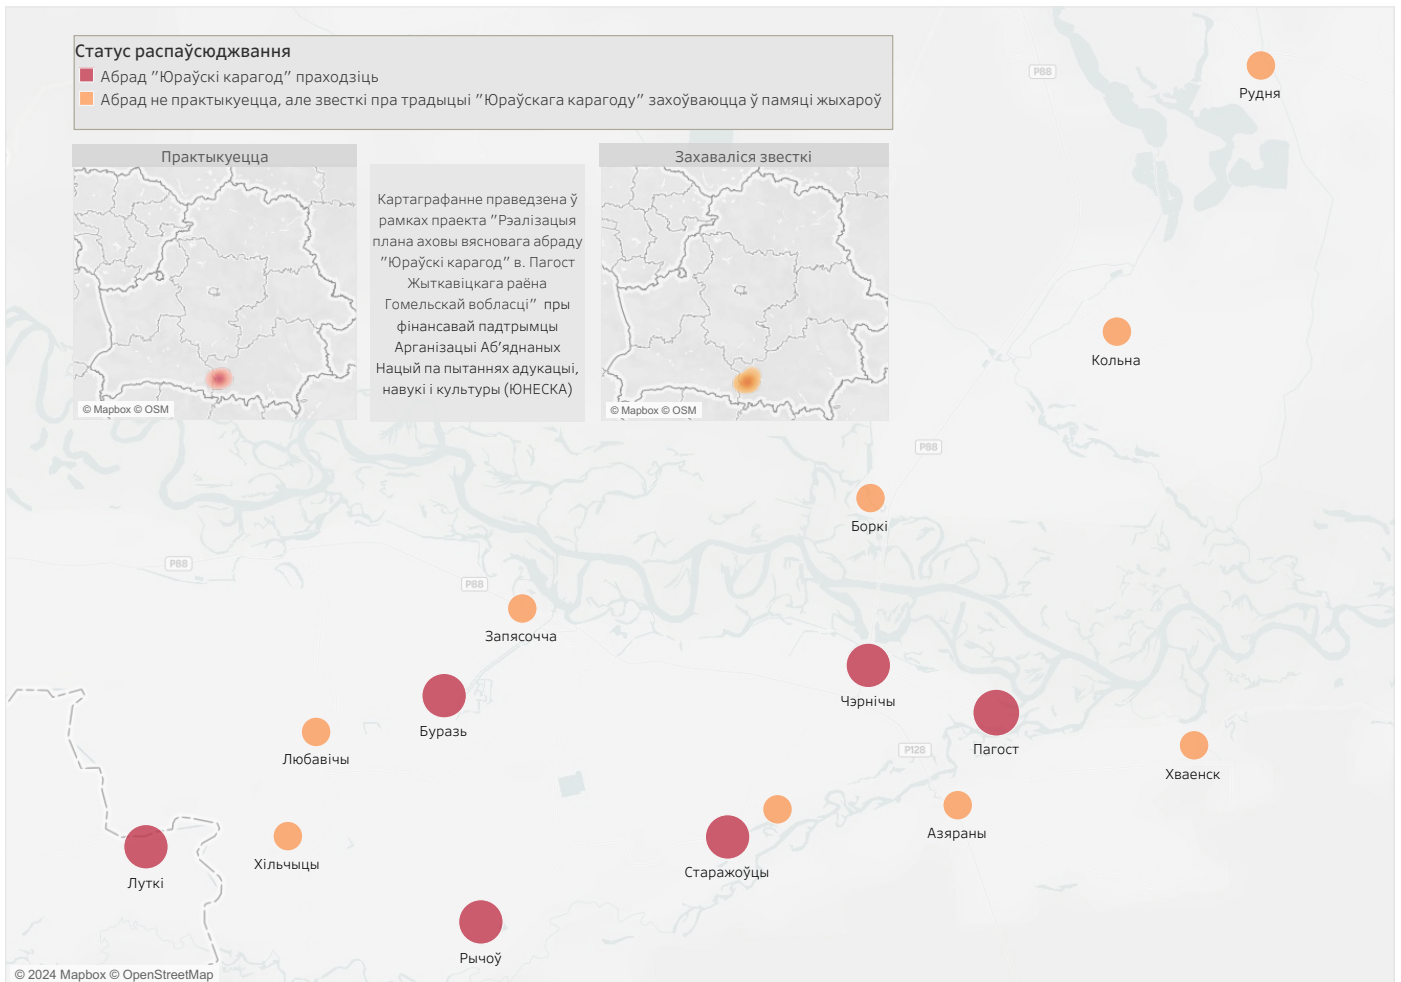 Статус распаўсюджвання
Абрад "Юраўскі карагод" праходзіць
Абрад не практыкуецца, але звесткі пра традыцыі "Юраўскага карагоду" захоўваюцца ў памяці жыхароў
Практыкуецца
© Mapbox © OSM
Картаграфанне праведзена ў
рамках праекта "Рэалізацыя
плана аховы вясновага абраду
"Юраўскі карагод" в. Пагост
Жыткавіцкага раёна
Гомельскай вобласці" пры
фінансавай падтрымцы
Арганізацыі Аб'яднаных
Нацый па пытаннях адукацыі,
навукі і культуры (ЮНЕСКА)
Захаваліся звесткі
© Mapbox © OSM
P88
Рудня
Кольна
P88
Боркі
P88
P88
Запясочча
Чэрнічы
Буразь
Пагост
P128
Любавічы
Хваенск
Азяраны
Хільчыцы
Старажоўцы
Луткі
Рычоў
© 2024 Mapbox © OpenStreetMap